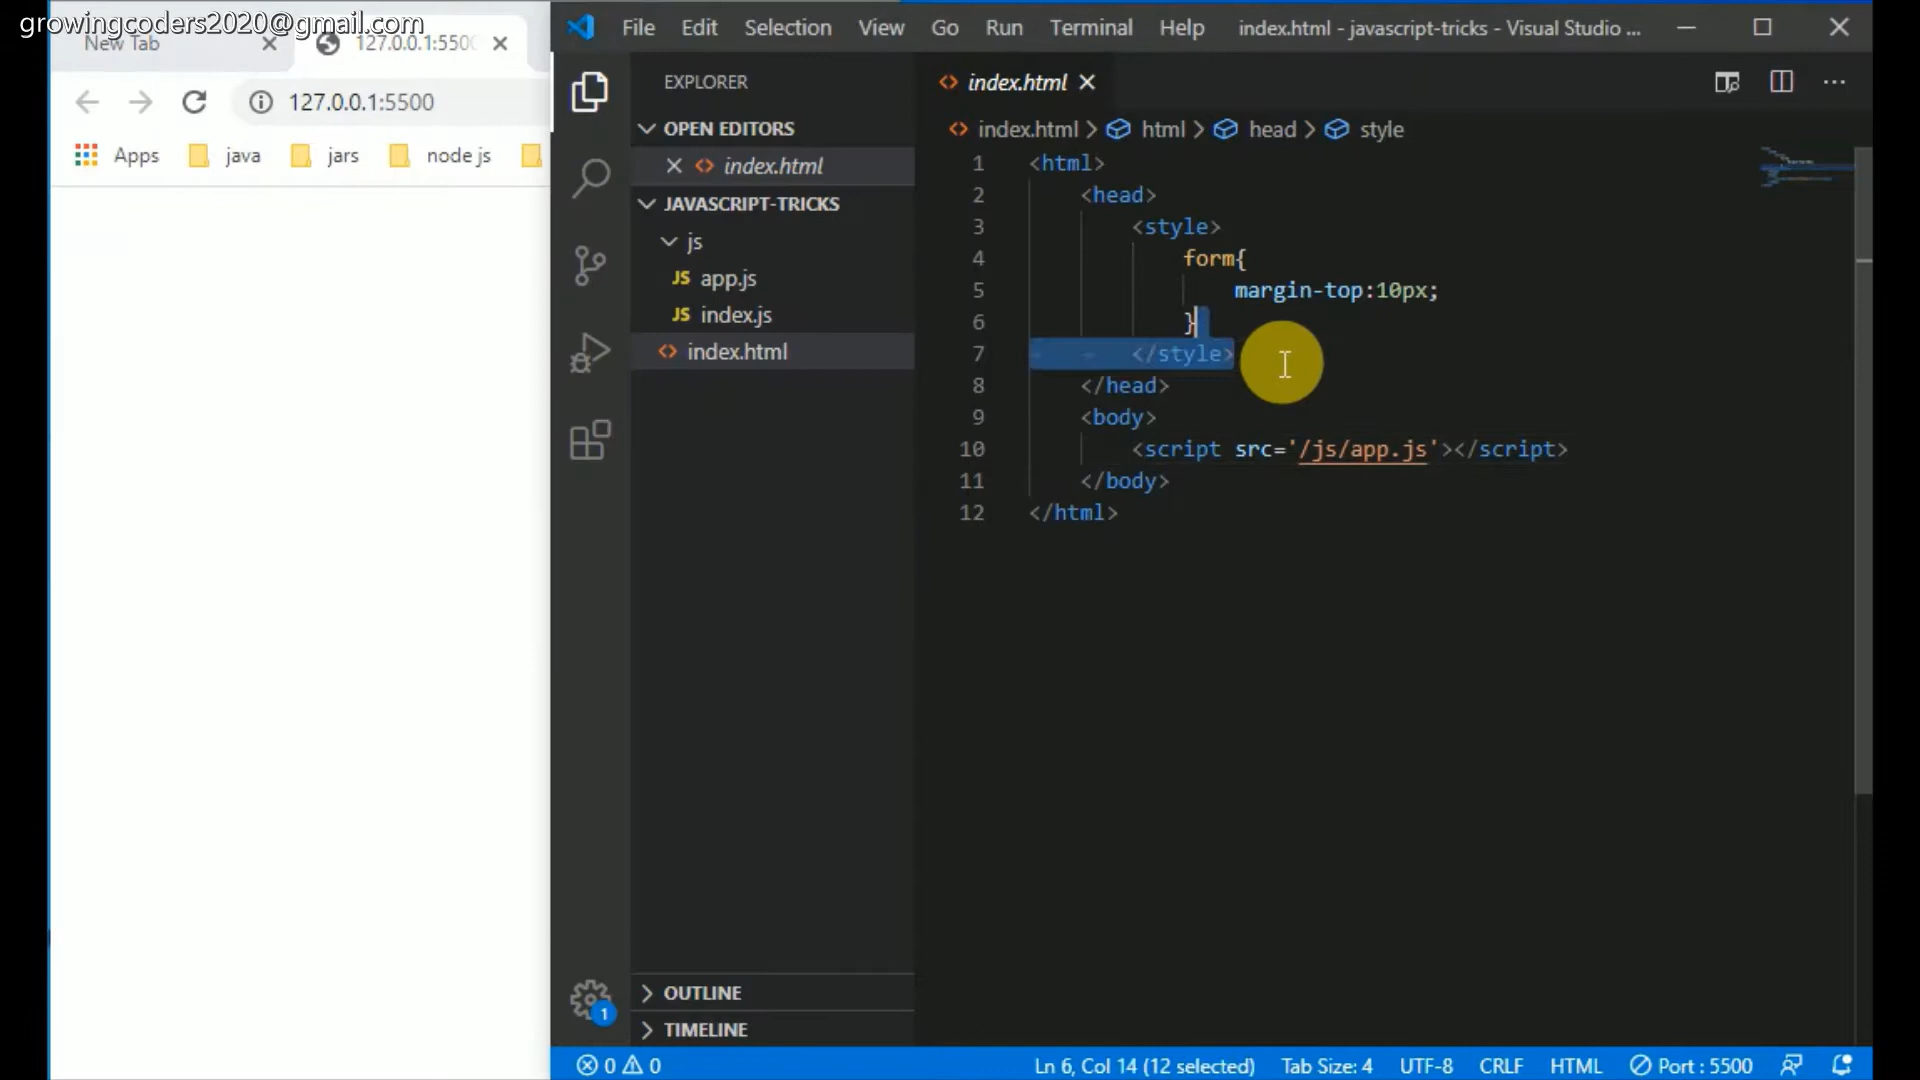 growingcoders2020@gmail.com
New Tab
127.0.0.1:5500
127.0.0.1:5500
Apps
java
jars
node js
File Edit Selection View Go Run Terminal Help
index.html - javascript-tricks - Visual Studio ...
EXPLORER
OPEN EDITORS
index.html
JAVASCRIPT-TRICKS
js
JS app.js
JS index.js
index.html
OUTLINE
TIMELINE
1
index.html
index.html > html > head > style
1 <html>
2 <head>
3 <style>
4 form{
5 margin-top:10px;
6 }
7 </style>
8 </head>
9 <body>
10 <script src='/js/app.js'></script>
11 </body>
12 </html>
0 0
Ln 6, Col 14 (12 selected) Tab Size: 4 UTF-8 CRLF HTML Port : 5500